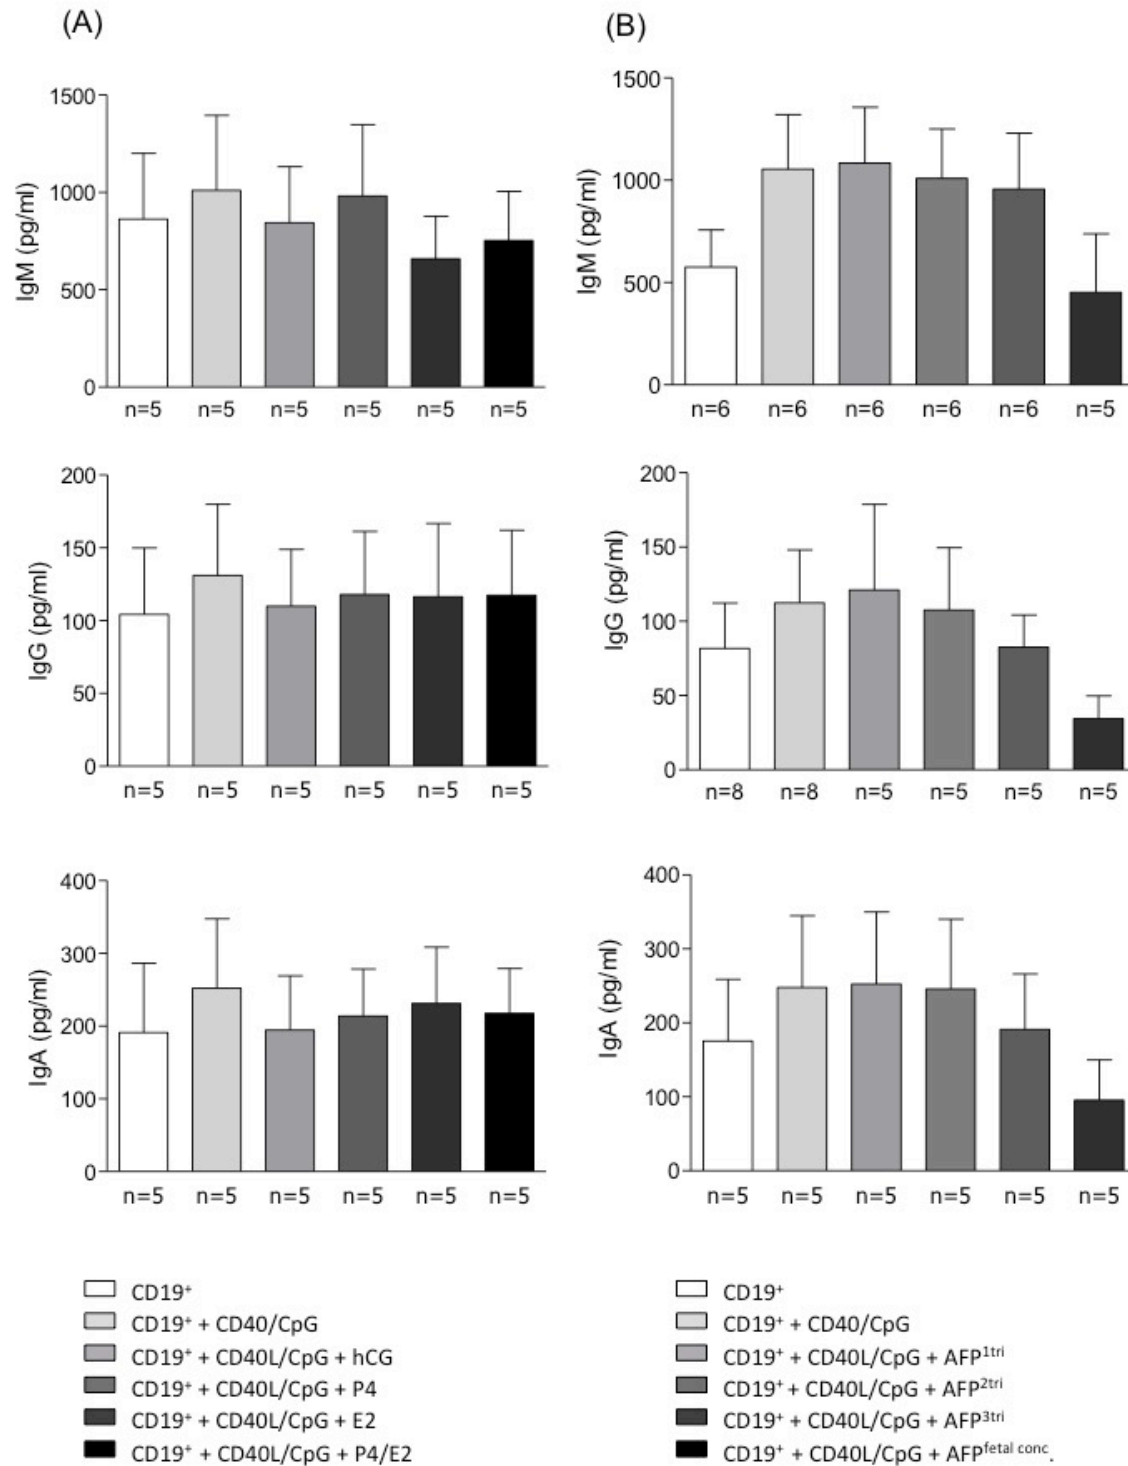 (A)
(B)
1500
1000
500
0
IgM (pg/ml)
n=5 n=5 n=5 n=5 n=5 n=5
1500
1000
500
0
IgM (pg/ml)
n=6 n=6 n=6 n=6 n=6 n=5
200
150
100
50
0
IgG (pg/ml)
n=5 n=5 n=5 n=5 n=5 n=5
200
150
100
50
0
IgG (pg/ml)
n=8 n=8 n=5 n=5 n=5 n=5
400
300
200
100
0
IgA (pg/ml)
n=5 n=5 n=5 n=5 n=5 n=5
400
300
200
100
0
IgA (pg/ml)
n=5 n=5 n=5 n=5 n=5 n=5
CD19⁺
CD19⁺ + CD40/CpG
CD19⁺ + CD40L/CpG + hCG
CD19⁺ + CD40L/CpG + P4
CD19⁺ + CD40L/CpG + E2
CD19⁺ + CD40L/CpG + P4/E2
CD19⁺
CD19⁺ + CD40/CpG
CD19⁺ + CD40L/CpG + AFP1tri
CD19⁺ + CD40L/CpG + AFP2tri
CD19⁺ + CD40L/CpG + AFP3tri
CD19⁺ + CD40L/CpG + AFPfetal conc.